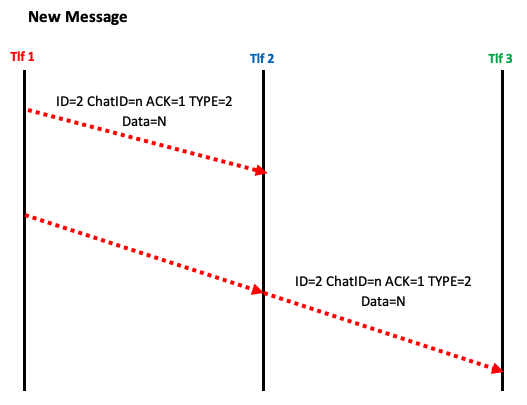 New Message
Tlf 1
Tlf 2
Tlf 3
ID=2 ChatID=n ACK=1 TYPE=2
Data=N
ID=2 ChatID=n ACK=1 TYPE=2
Data=N